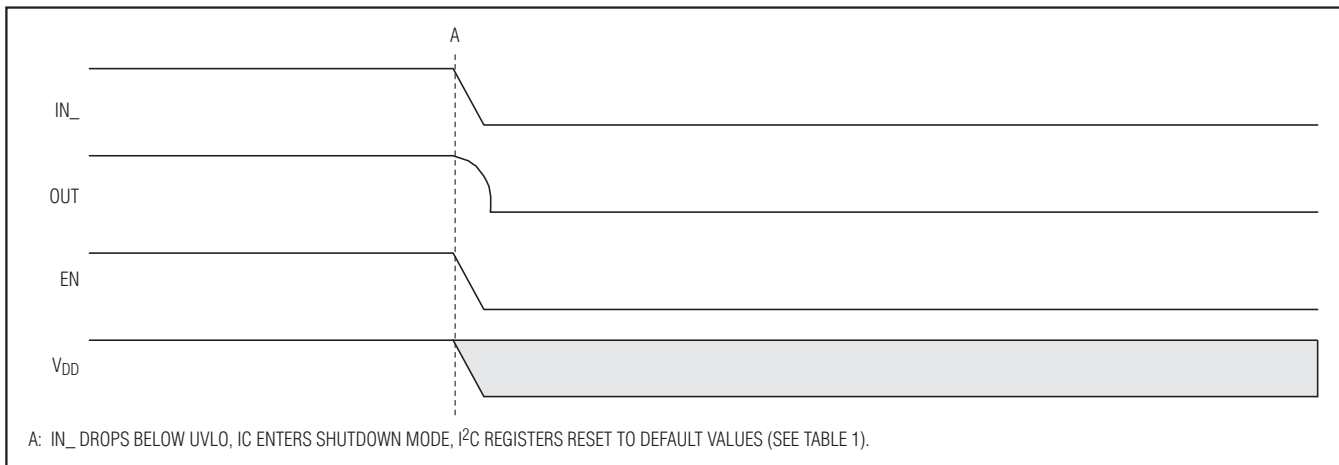 A
IN_
OUT
EN
VDD
A: IN_ DROPS BELOW UVLO, IC ENTERS SHUTDOWN MODE, I2C REGISTERS RESET TO DEFAULT VALUES (SEE TABLE 1).